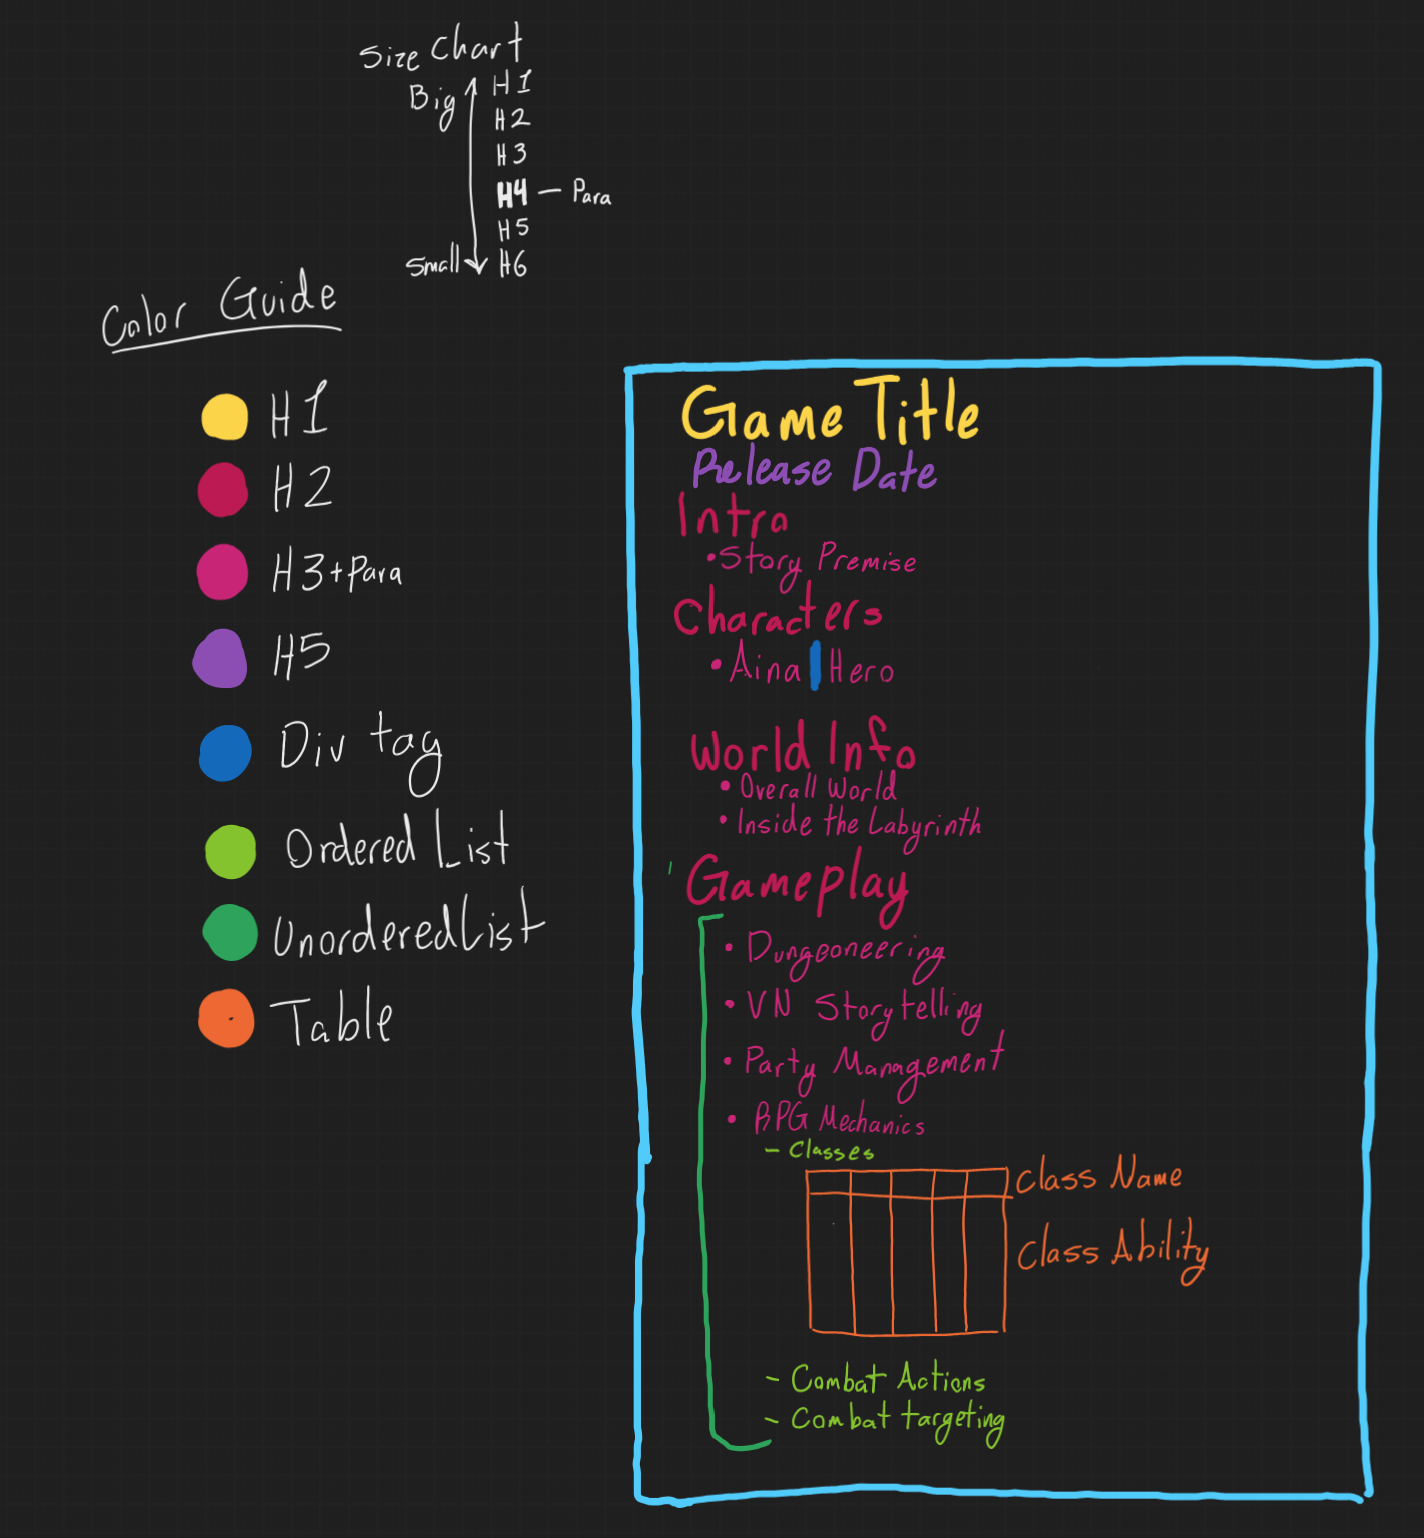 Size Chart
Big H1
H2
H3
H4 — Para
H5
Small H6
Color Guide
H1
H2
H3+Para
H5
Div tag
Ordered List
Unordered List
Table
Game Title
Release Date
Intro
• Story Premise
Characters
• Aina | Hero
World Info
• Overall World
• Inside the Labyrinth
Gameplay
• Dungeoneering
• VN Storytelling
• Party Management
• RPG Mechanics
- Classes
Class Name
Class Ability
- Combat Actions
- Combat targeting